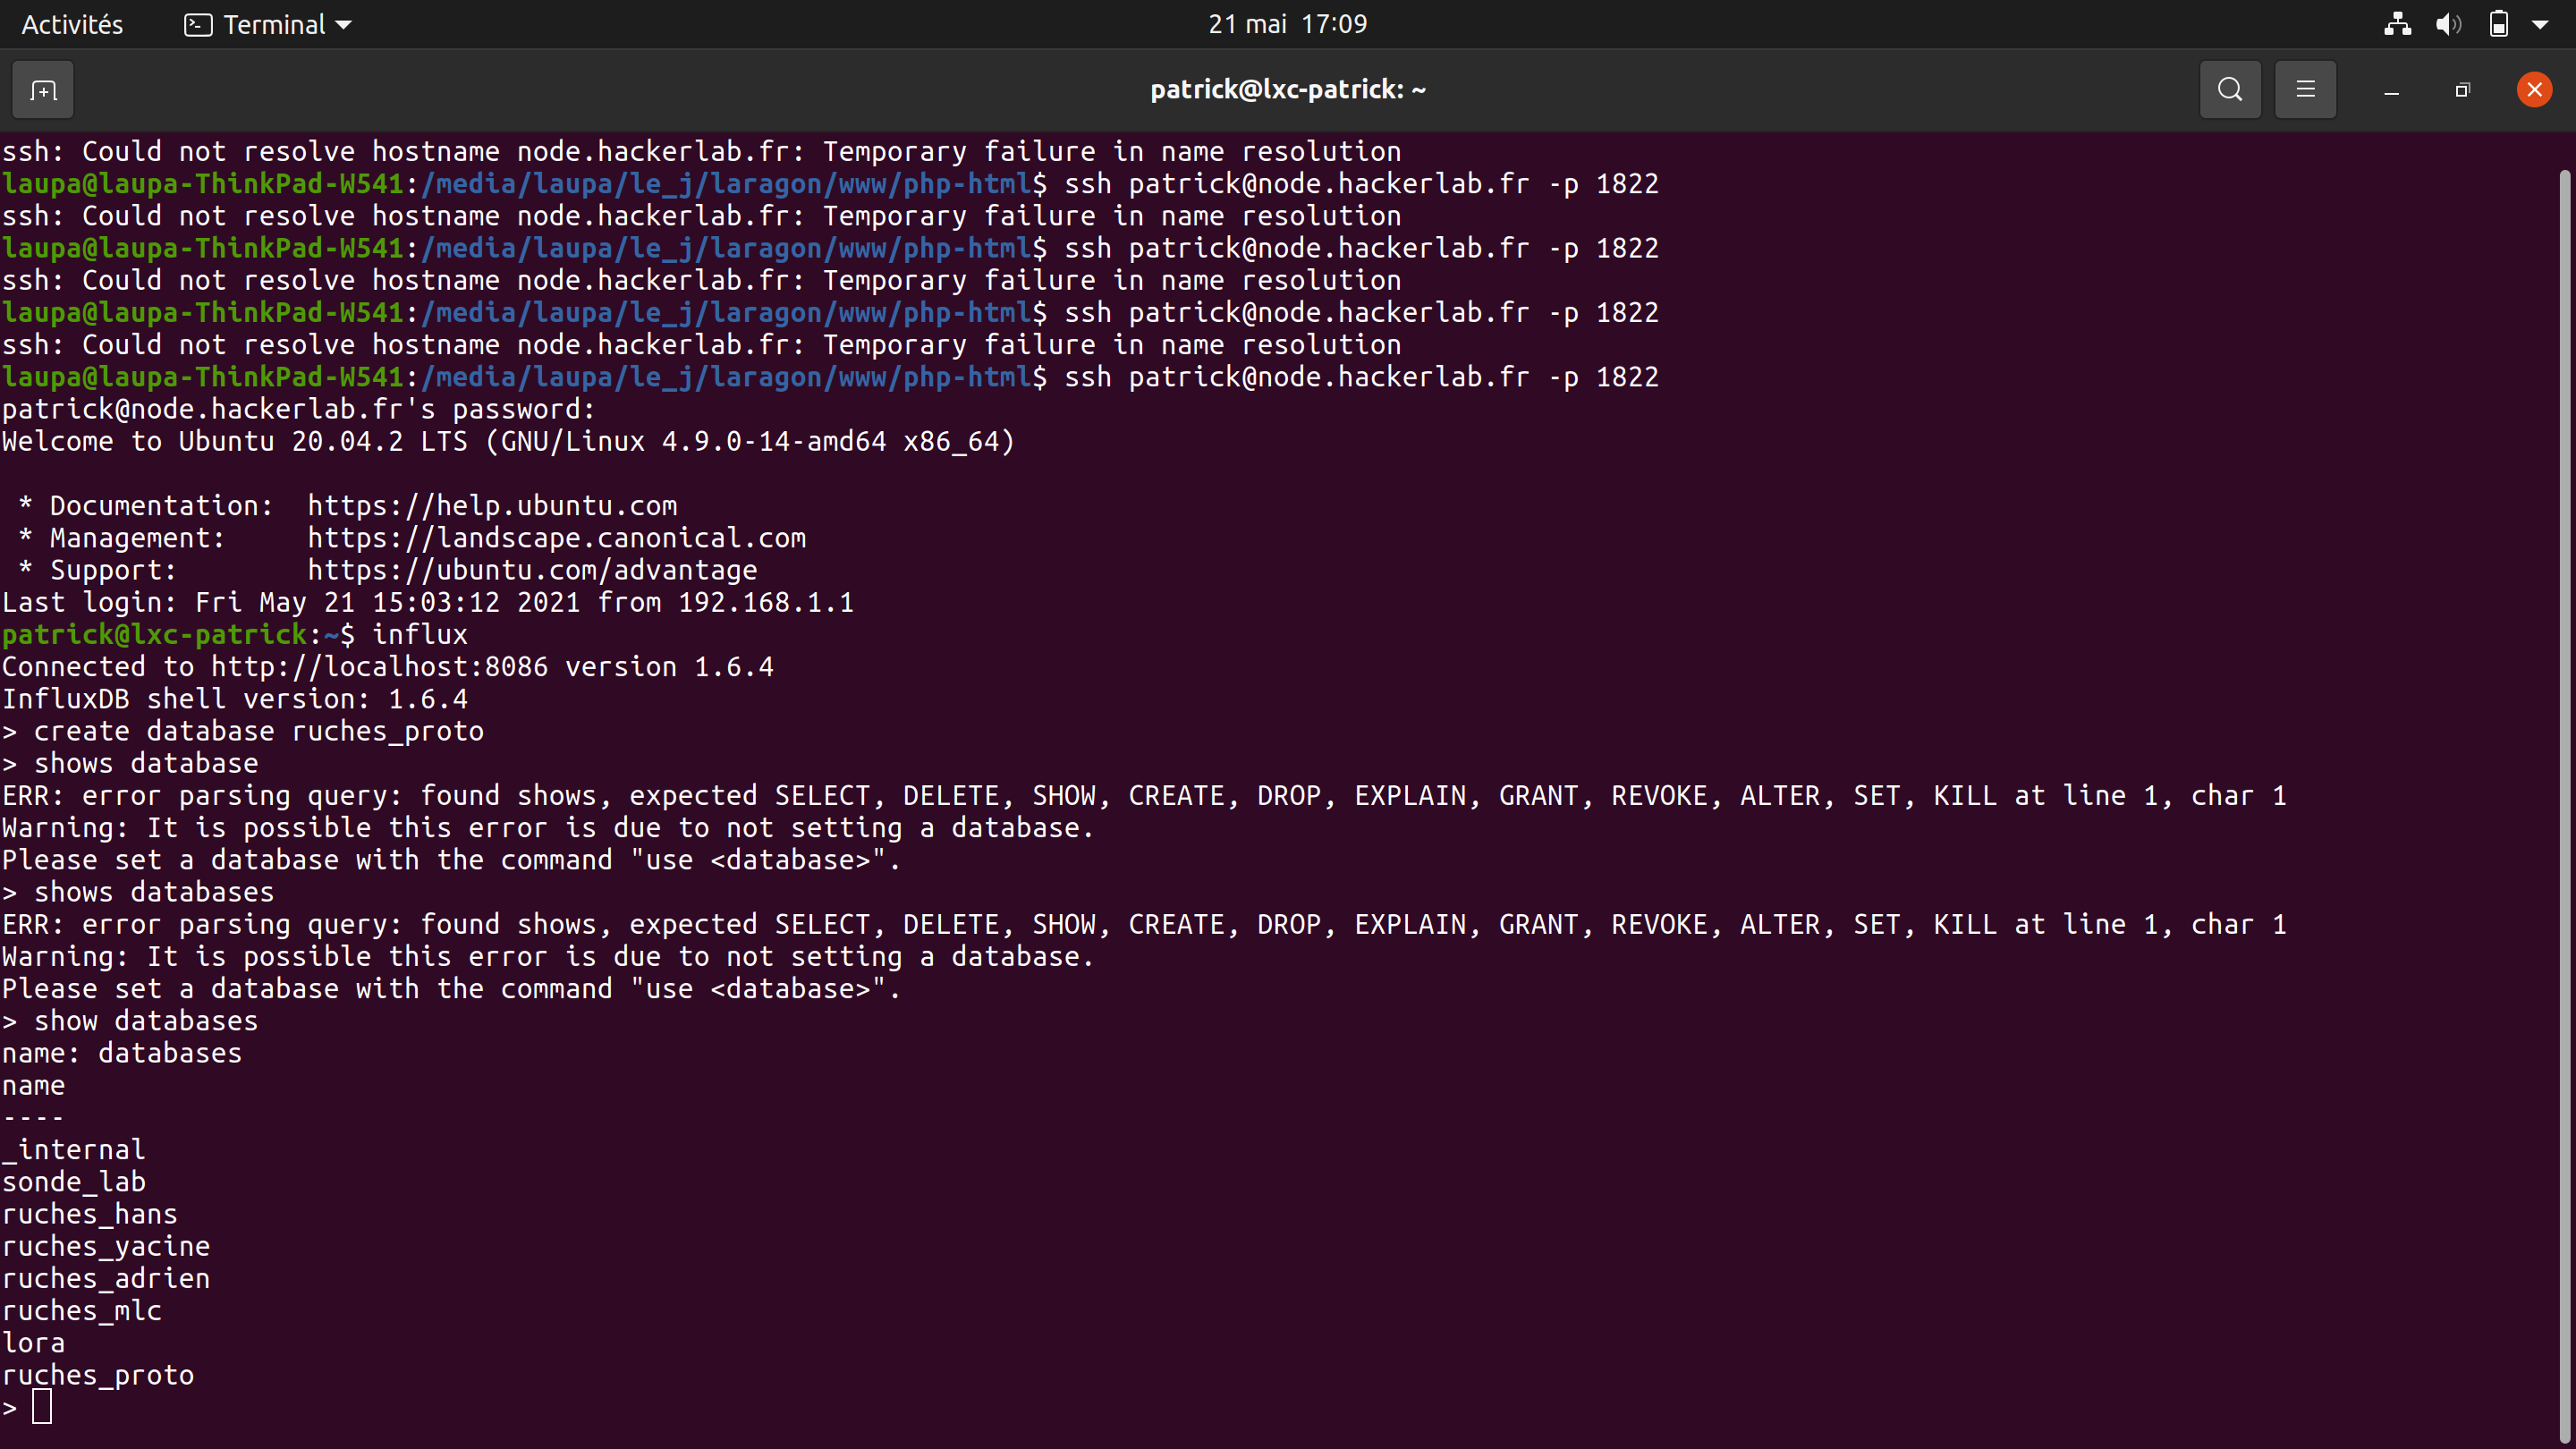 Activités Terminal 21 mai 17:09
patrick@lxc-patrick: ~
ssh: Could not resolve hostname node.hackerlab.fr: Temporary failure in name resolution
laupa@laupa-ThinkPad-W541:/media/laupa/le_j/laragon/www/php-html$ ssh patrick@node.hackerlab.fr -p 1822
ssh: Could not resolve hostname node.hackerlab.fr: Temporary failure in name resolution
laupa@laupa-ThinkPad-W541:/media/laupa/le_j/laragon/www/php-html$ ssh patrick@node.hackerlab.fr -p 1822
ssh: Could not resolve hostname node.hackerlab.fr: Temporary failure in name resolution
laupa@laupa-ThinkPad-W541:/media/laupa/le_j/laragon/www/php-html$ ssh patrick@node.hackerlab.fr -p 1822
ssh: Could not resolve hostname node.hackerlab.fr: Temporary failure in name resolution
laupa@laupa-ThinkPad-W541:/media/laupa/le_j/laragon/www/php-html$ ssh patrick@node.hackerlab.fr -p 1822
patrick@node.hackerlab.fr's password:
Welcome to Ubuntu 20.04.2 LTS (GNU/Linux 4.9.0-14-amd64 x86_64)
* Documentation: https://help.ubuntu.com
* Management: https://landscape.canonical.com
* Support: https://ubuntu.com/advantage
Last login: Fri May 21 15:03:12 2021 from 192.168.1.1
patrick@lxc-patrick:~$ influx
Connected to http://localhost:8086 version 1.6.4
InfluxDB shell version: 1.6.4
> create database ruches_proto
> shows database
ERR: error parsing query: found shows, expected SELECT, DELETE, SHOW, CREATE, DROP, EXPLAIN, GRANT, REVOKE, ALTER, SET, KILL at line 1, char 1
Warning: It is possible this error is due to not setting a database.
Please set a database with the command "use <database>".
> shows databases
ERR: error parsing query: found shows, expected SELECT, DELETE, SHOW, CREATE, DROP, EXPLAIN, GRANT, REVOKE, ALTER, SET, KILL at line 1, char 1
Warning: It is possible this error is due to not setting a database.
Please set a database with the command "use <database>".
> show databases
name: databases
name
----
_internal
sonde_lab
ruches_hans
ruches_yacine
ruches_adrien
ruches_mlc
lora
ruches_proto
>